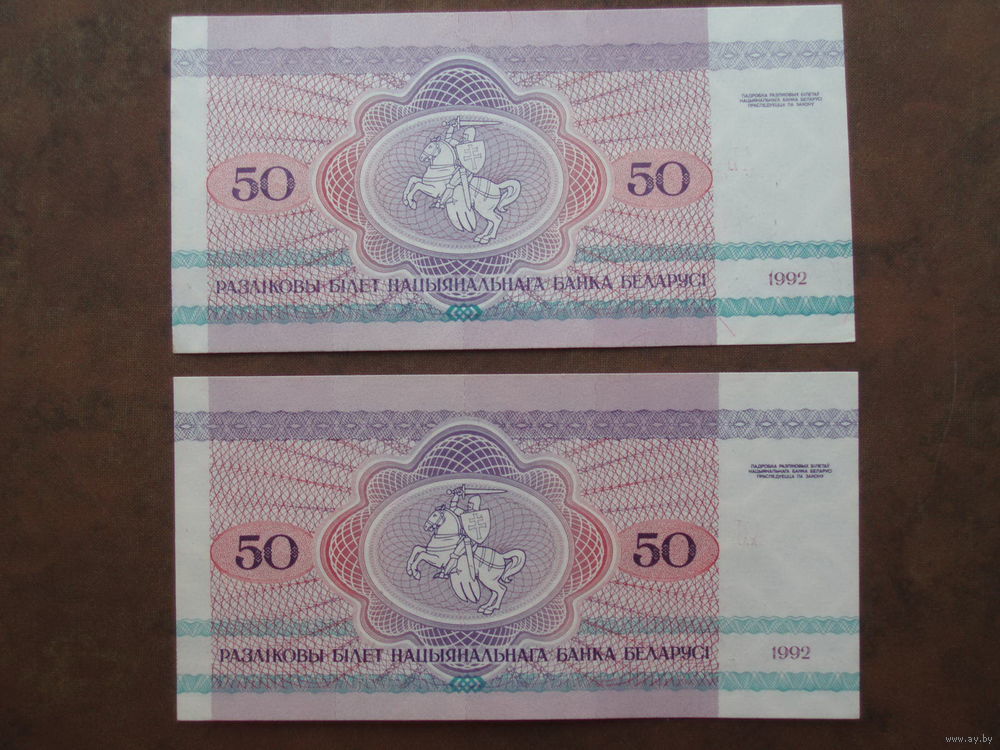 ПАДРОБКА РАЗЛІКОВЫХ БІЛЕТАЎ
НАЦЫЯНАЛЬНАГА БАНКА БЕЛАРУСІ
ПРАСЛЕДУЕЦЦА ПА ЗАКОНУ
50 50
РАЗЛІКОВЫ БІЛЕТ НАЦЫЯНАЛЬНАГА БАНКА БЕЛАРУСІ 1992
ПАДРОБКА РАЗЛІКОВЫХ БІЛЕТАЎ
НАЦЫЯНАЛЬНАГА БАНКА БЕЛАРУСІ
ПРАСЛЕДУЕЦЦА ПА ЗАКОНУ
50 50
РАЗЛІКОВЫ БІЛЕТ НАЦЫЯНАЛЬНАГА БАНКА БЕЛАРУСІ 1992
www.ay.by